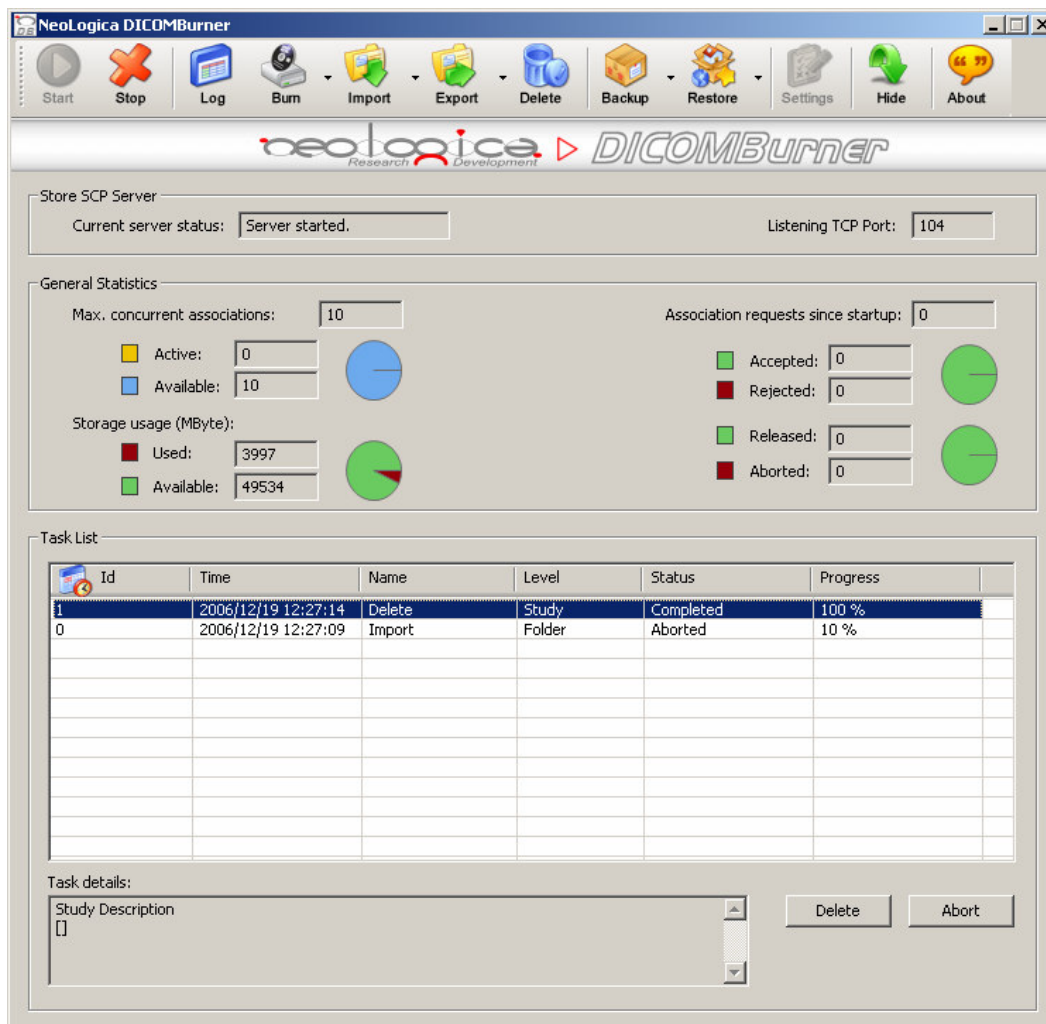 NeoLogica DICOMBurner
Start Stop Log Burn Import Export Delete Backup Restore Settings Hide About
neologica DICOMBurner
Research Development
Store SCP Server
Current server status: Server started. Listening TCP Port: 104
General Statistics
Max. concurrent associations: 10 Association requests since startup: 0
Active: 0 Accepted: 0
Available: 10 Rejected: 0
Storage usage (MByte):
Used: 3997 Released: 0
Available: 49534 Aborted: 0
Task List
Id Time Name Level Status Progress
1 2006/12/19 12:27:14 Delete Study Completed 100 %
0 2006/12/19 12:27:09 Import Folder Aborted 10 %
Task details:
Study Description Delete Abort
[]